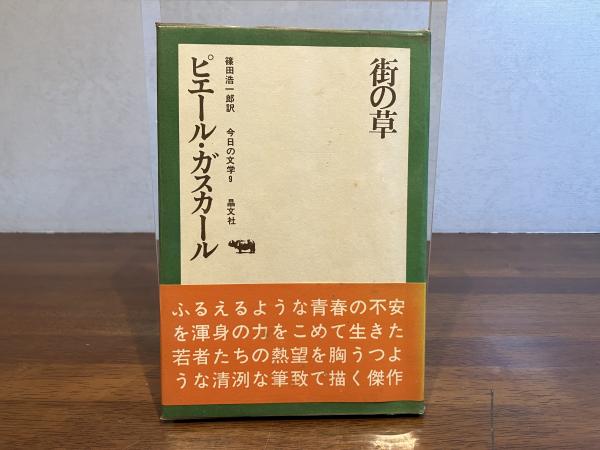 街の草
ピエール・ガスカール
篠田浩一郎訳 今日の文学9 晶文社
ふるえるような青春の不安
を渾身の力をこめて生きた
若者たちの熱望を胸うつよ
うな清冽な筆致で描く傑作